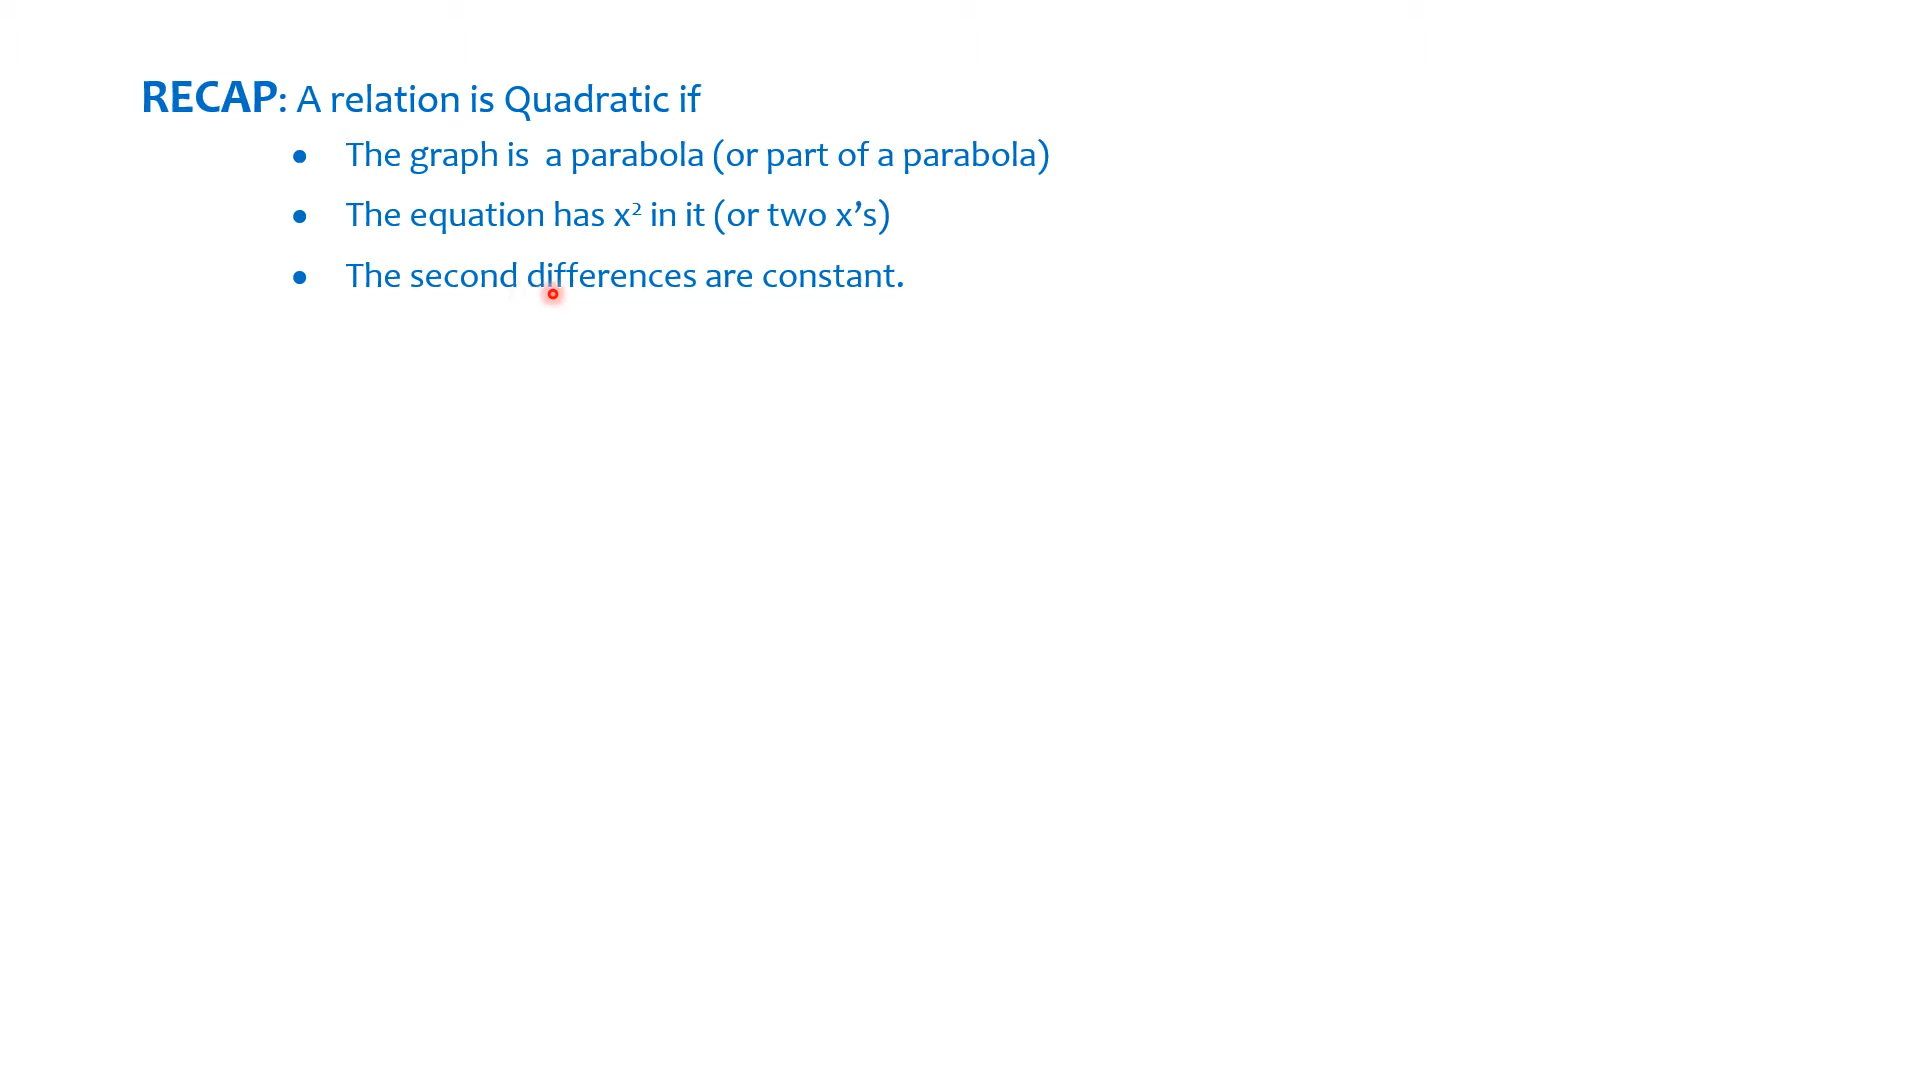 RECAP: A relation is Quadratic if
● The graph is a parabola (or part of a parabola)
● The equation has x² in it (or two x’s)
● The second differences are constant.